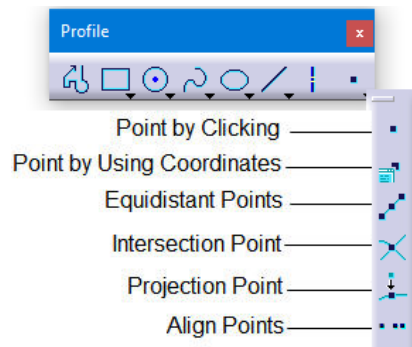 Profile
x
Point by Clicking
Point by Using Coordinates
Equidistant Points
Intersection Point
Projection Point
Align Points